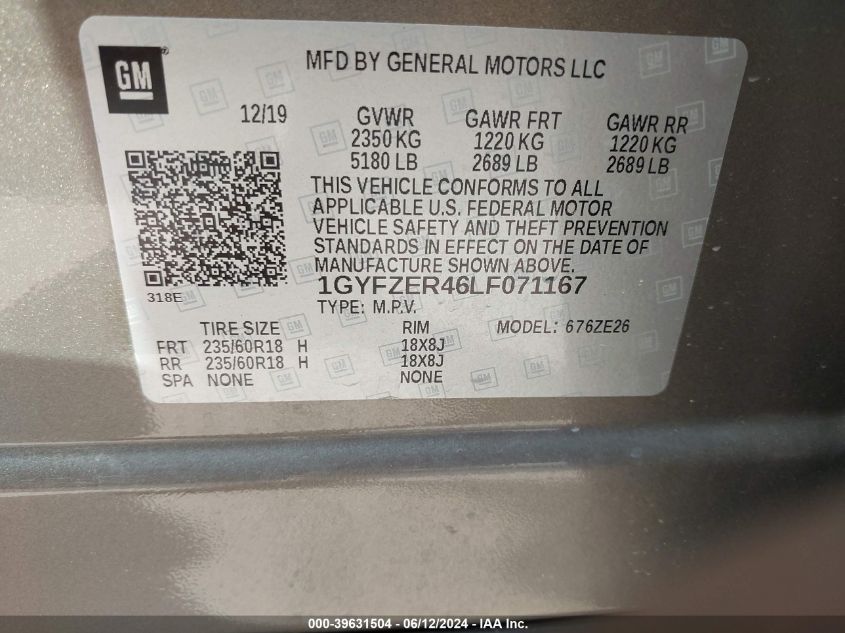 GM
MFD BY GENERAL MOTORS LLC
12/19
GVWR GAWR FRT GAWR RR
2350 KG 1220 KG 1220 KG
5180 LB 2689 LB 2689 LB
THIS VEHICLE CONFORMS TO ALL
APPLICABLE U.S. FEDERAL MOTOR
VEHICLE SAFETY AND THEFT PREVENTION
STANDARDS IN EFFECT ON THE DATE OF
MANUFACTURE SHOWN ABOVE.
318E
1GYFZER46LF071167
TYPE: M.P.V.
TIRE SIZE RIM MODEL: 676ZE26
FRT 235/60R18 H 18X8J
RR 235/60R18 H 18X8J
SPA NONE NONE
000-39631504 - 06/12/2024 - © IAA Inc.